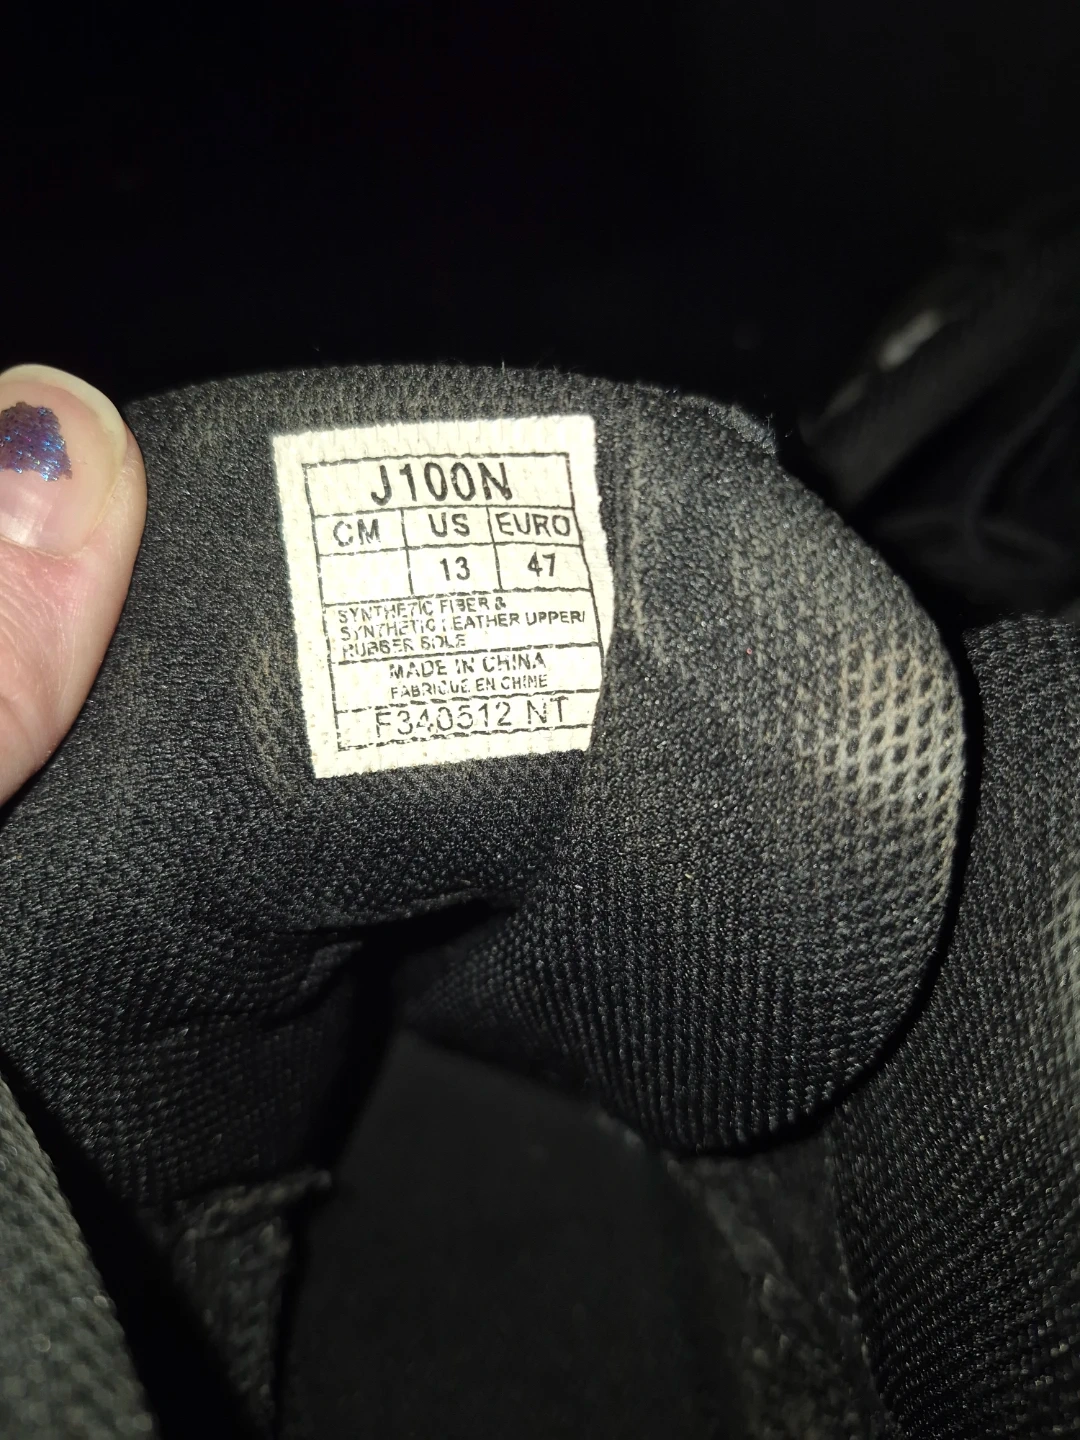 J100N
CM US EURO
13 47
SYNTHETIC FIBER &
SYNTHETIC LEATHER UPPER/
RUBBER SOLE
MADE IN CHINA
FABRIQUE EN CHINE
F340512 NT